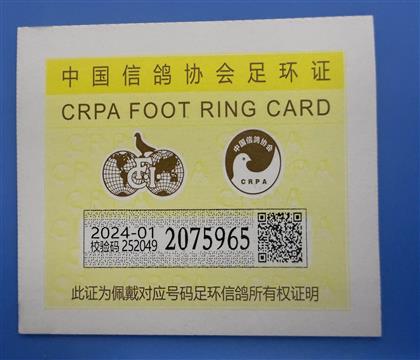 中国信鸽协会足环证
CRPA FOOT RING CARD
FCI
中国信鸽协会
CRPA
2024-01
校验码 252049
2075965
此证为佩戴对应号码足环信鸽所有权证明